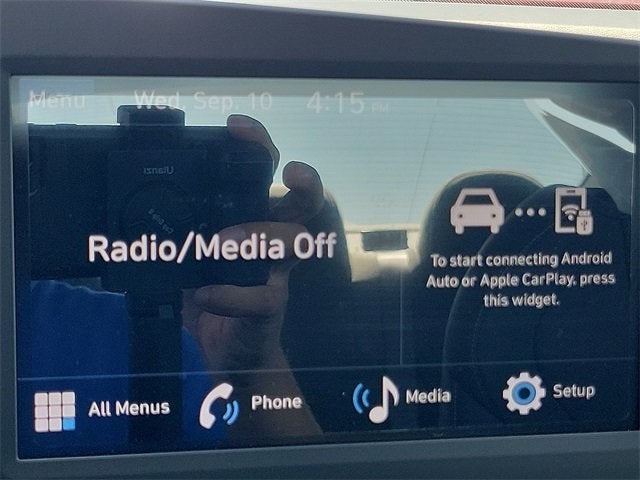 Menu Wed, Sep. 10 4:15 PM
Ulanzi
Radio/Media Off
To start connecting Android
Auto or Apple CarPlay, press
this widget.
All Menus Phone Media Setup